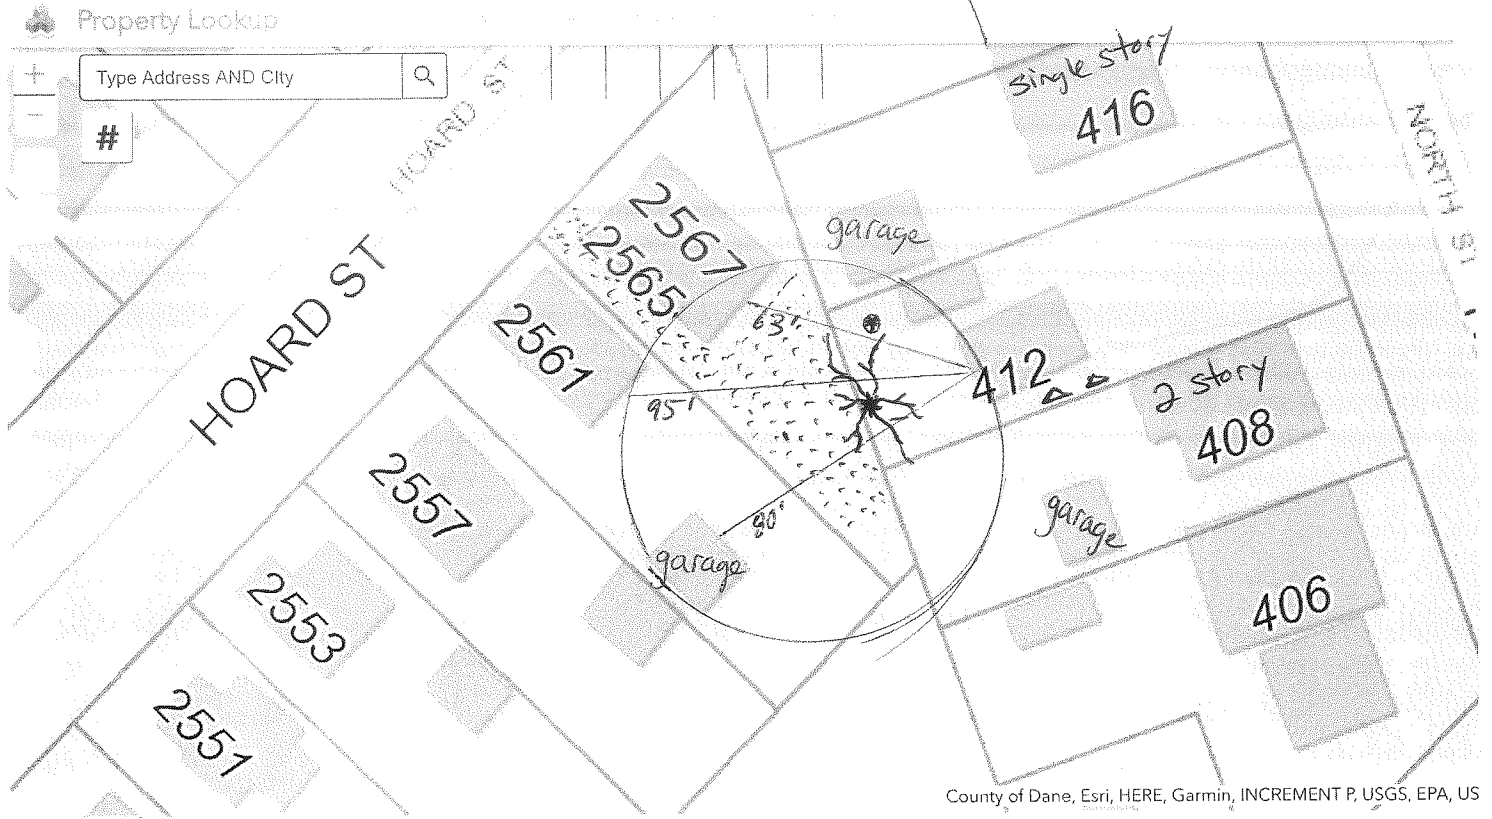 Property Lookup
+
Type Address AND CIty
−
#
HOARD ST
HOARD ST
single story
416
NORTH ST
2567
2565
garage
2561
63'
412
95'
2 story
408
2557
80'
garage
garage
2553
406
2551
County of Dane, Esri, HERE, Garmin, INCREMENT P, USGS, EPA, US